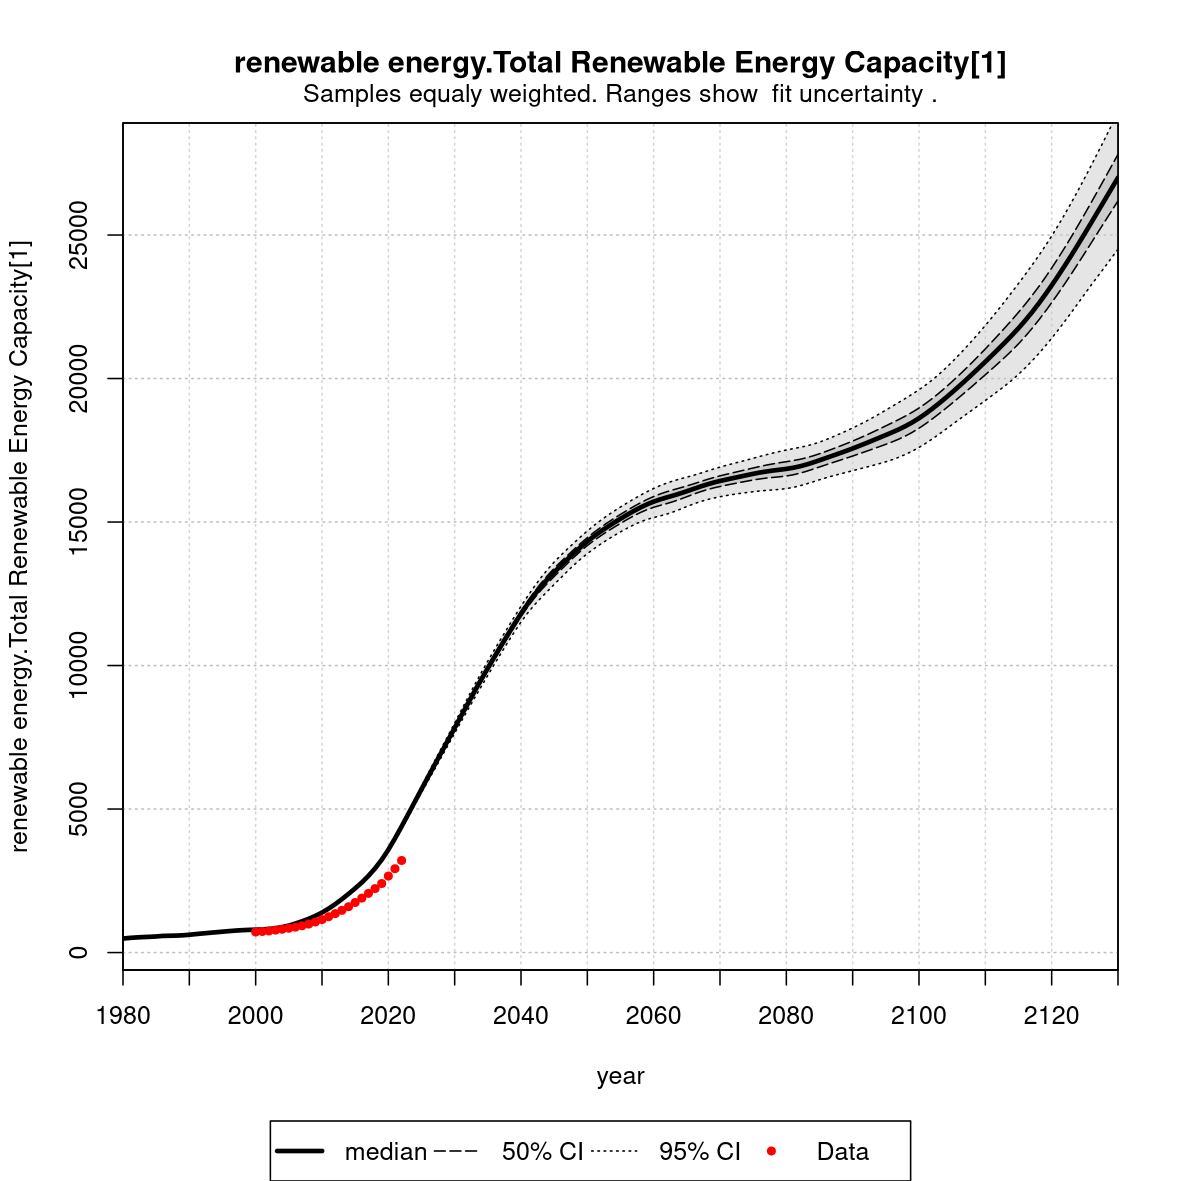 renewable energy.Total Renewable Energy Capacity[1]
Samples equaly weighted. Ranges show  fit uncertainty .
renewable energy.Total Renewable Energy Capacity[1]
25000
20000
15000
10000
5000
0
1980 2000 2020 2040 2060 2080 2100 2120
year
median 50% CI 95% CI Data